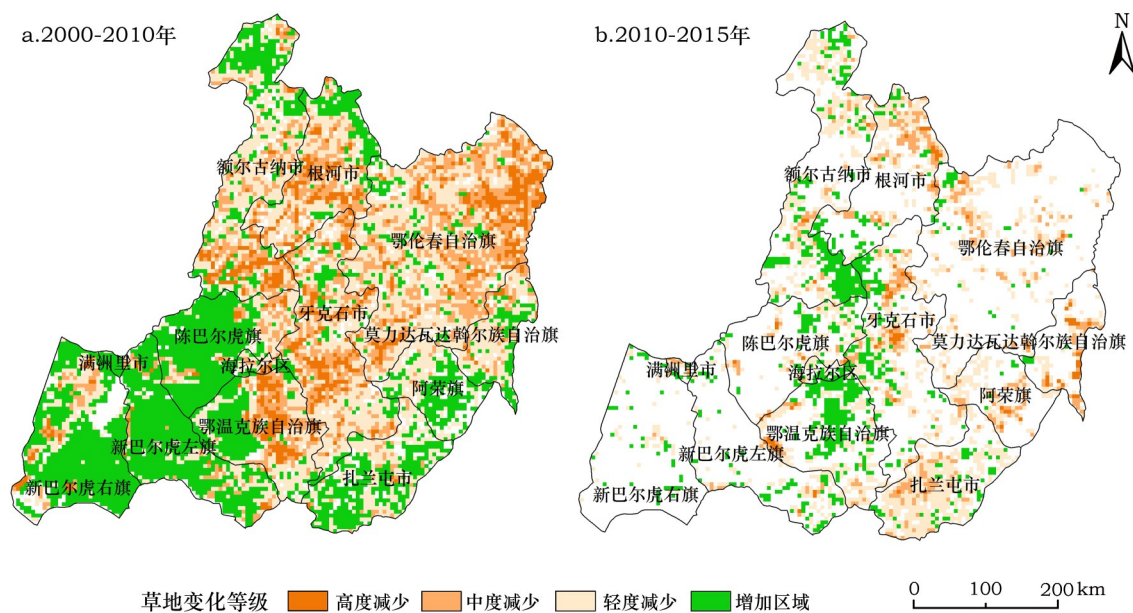 a.2000-2010年
b.2010-2015年
N
额尔古纳市
根河市
鄂伦春自治旗
牙克石市
陈巴尔虎旗
莫力达瓦达斡尔族自治旗
满洲里市
海拉尔区
阿荣旗
鄂温克族自治旗
新巴尔虎左旗
扎兰屯市
新巴尔虎右旗
额尔古纳市
根河市
鄂伦春自治旗
牙克石市
陈巴尔虎旗
莫力达瓦达斡尔族自治旗
满洲里市
海拉尔区
阿荣旗
鄂温克族自治旗
新巴尔虎左旗
扎兰屯市
新巴尔虎右旗
草地变化等级 高度减少 中度减少 轻度减少 增加区域
0 100 200 km